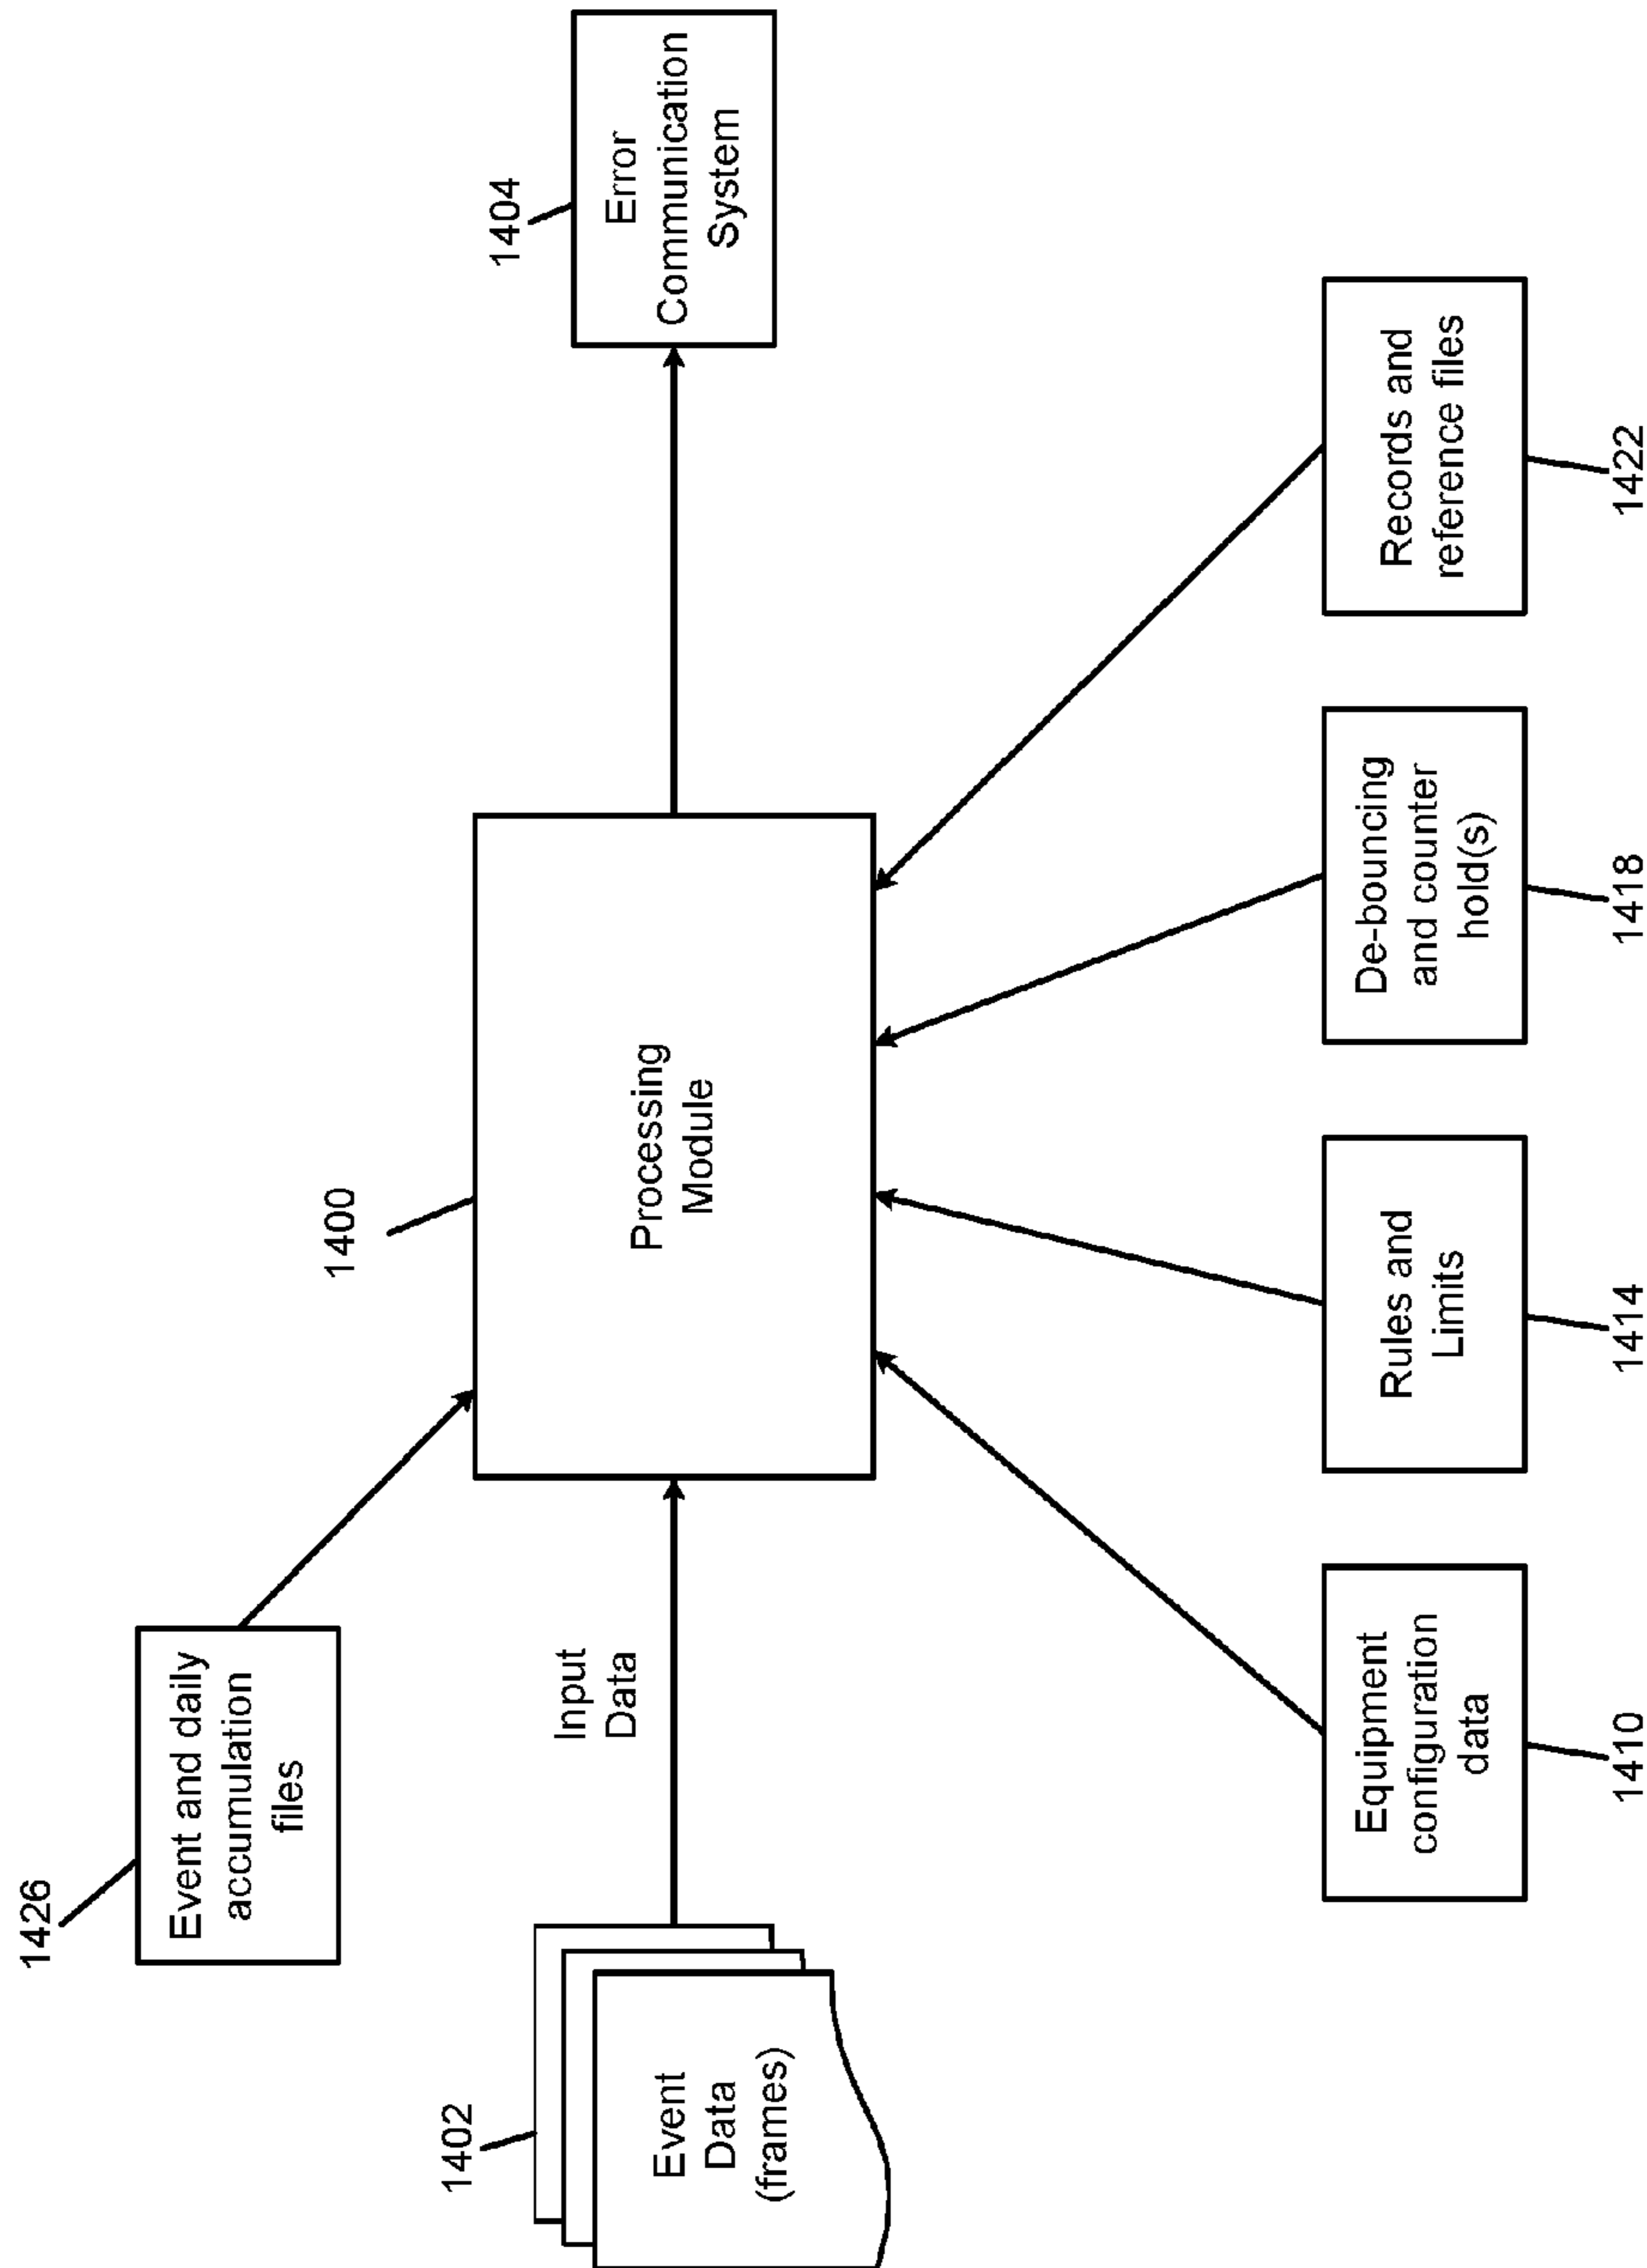 1426
Event and daily
accumulation
files
1400
1404
Error
Communication
System
1402
Event
Data
(frames)
Input
Data
Processing
Module
Equipment
configuration
data
1410
Rules and
Limits
1414
De-bouncing
and counter
hold(s)
1418
Records and
reference files
1422